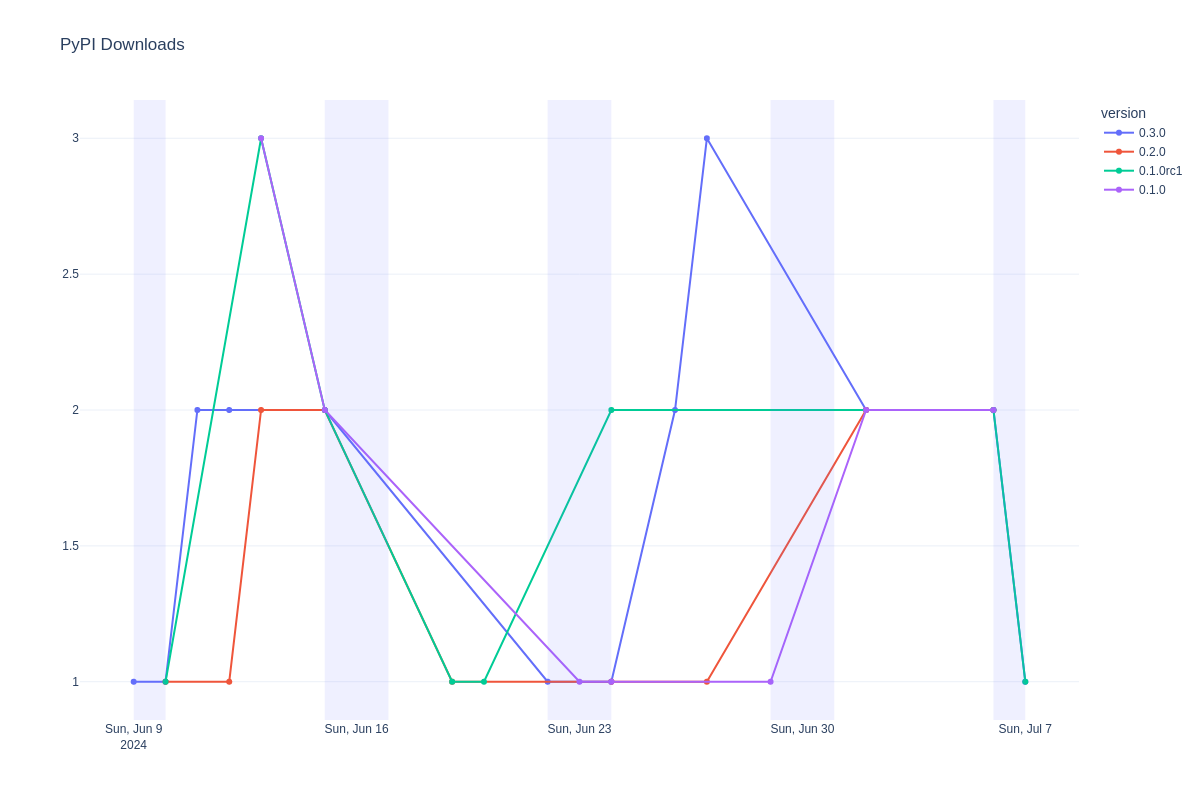 PyPI Downloads
version
0.3.0
0.2.0
0.1.0rc1
0.1.0
3
2.5
2
1.5
1
Sun, Jun 9
2024
Sun, Jun 16
Sun, Jun 23
Sun, Jun 30
Sun, Jul 7